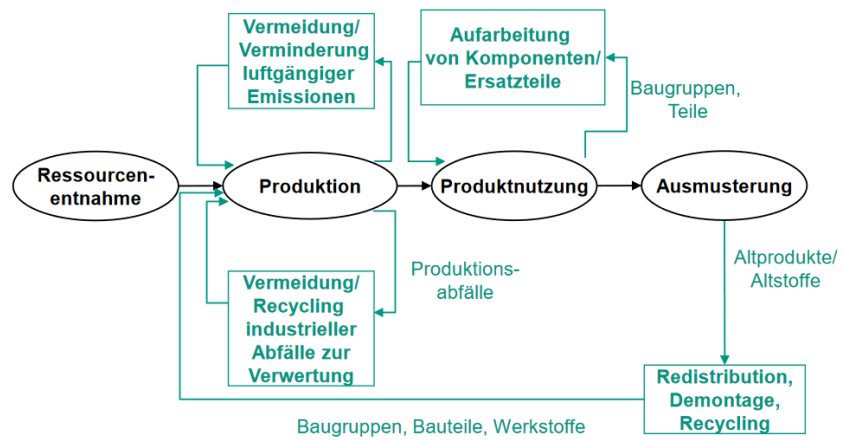 Vermeidung/
Verminderung
luftgängiger
Emissionen
Aufarbeitung
von Komponenten/
Ersatzteile
Baugruppen,
Teile
Ressourcen-
entnahme
Produktion
Produktnutzung
Ausmusterung
Produktions-
abfälle
Altprodukte/
Altstoffe
Vermeidung/
Recycling
industrieller
Abfälle zur
Verwertung
Redistribution,
Demontage,
Recycling
Baugruppen, Bauteile, Werkstoffe